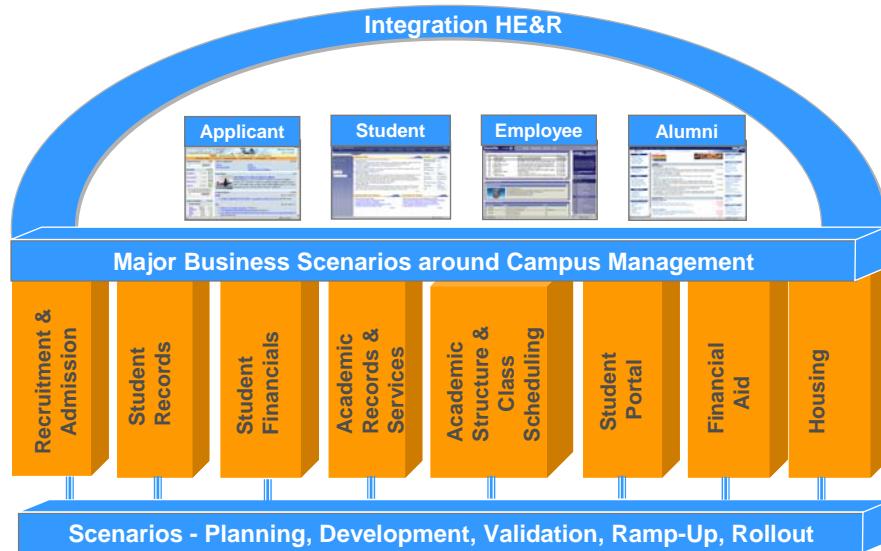 Integration HE&R
Applicant
Student
Employee
Alumni
Major Business Scenarios around Campus Management
Recruitment &
Admission
Student
Records
Student
Financials
Academic
Records &
Services
Academic
Structure &
Class
Scheduling
Student
Portal
Financial
Aid
Housing
Scenarios - Planning, Development, Validation, Ramp-Up, Rollout